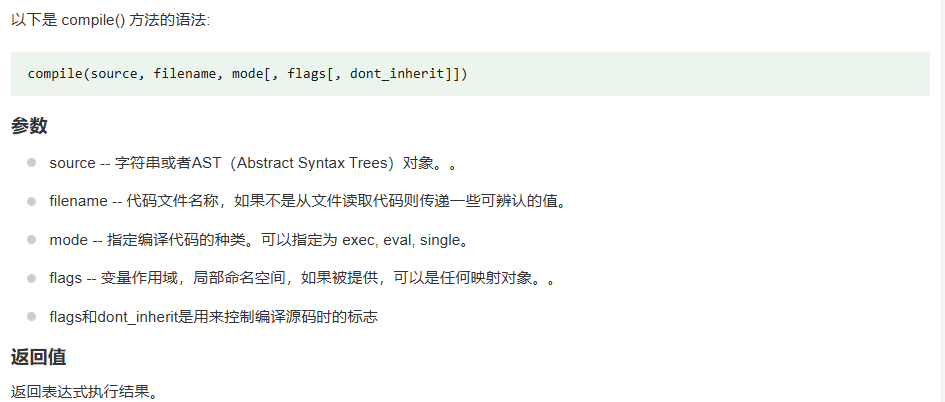 以下是 compile() 方法的语法:
compile(source, filename, mode[, flags[, dont_inherit]])
参数
source -- 字符串或者AST（Abstract Syntax Trees）对象。。
filename -- 代码文件名称，如果不是从文件读取代码则传递一些可辨认的值。
mode -- 指定编译代码的种类。可以指定为 exec, eval, single。
flags -- 变量作用域，局部命名空间，如果被提供，可以是任何映射对象。。
flags和dont_inherit是用来控制编译源码时的标志
返回值
返回表达式执行结果。